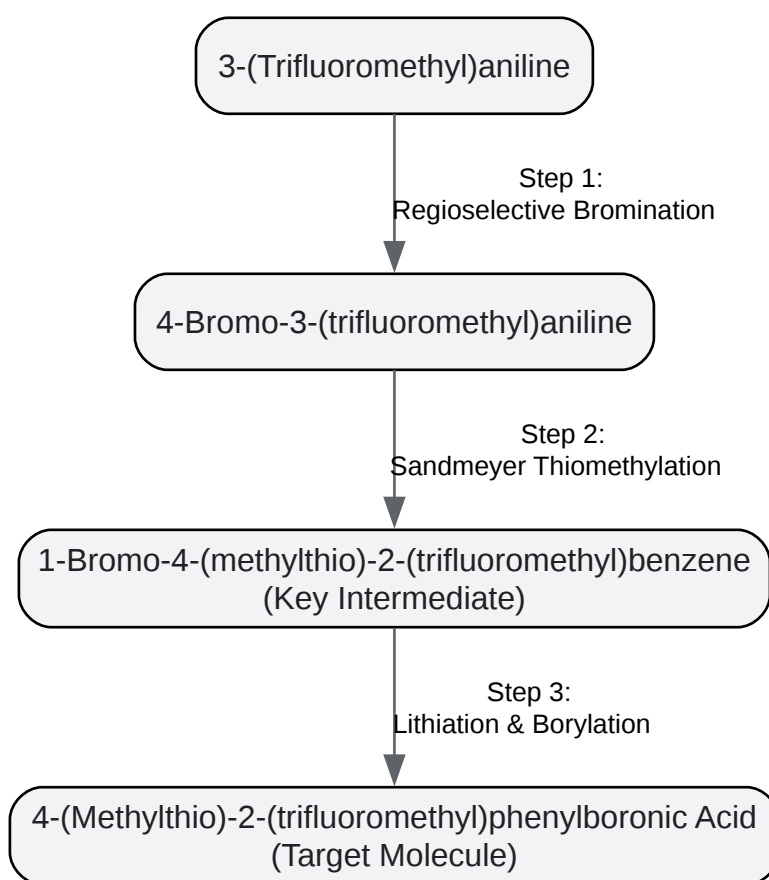 3-(Trifluoromethyl)aniline
Step 1:
Regioselective Bromination
4-Bromo-3-(trifluoromethyl)aniline
Step 2:
Sandmeyer Thiomethylation
1-Bromo-4-(methylthio)-2-(trifluoromethyl)benzene
(Key Intermediate)
Step 3:
Lithiation & Borylation
4-(Methylthio)-2-(trifluoromethyl)phenylboronic Acid
(Target Molecule)